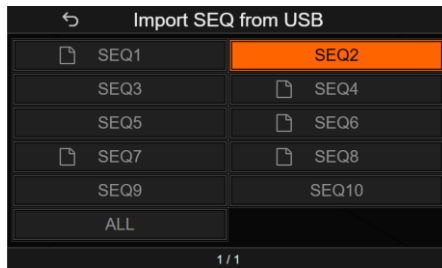 Import SEQ from USB
SEQ1 SEQ2
SEQ3 SEQ4
SEQ5 SEQ6
SEQ7 SEQ8
SEQ9 SEQ10
ALL
1 / 1